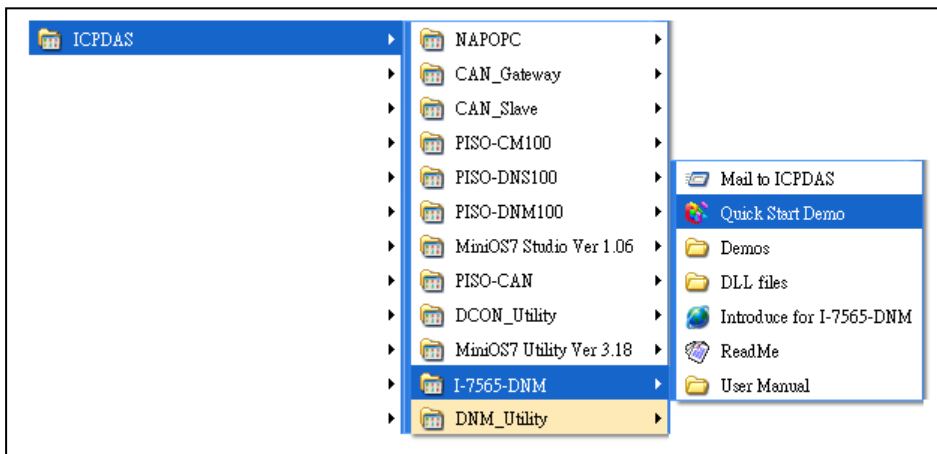 ICPDAS
NAPOPC
CAN_Gateway
CAN_Slave
PISO-CM100
PISO-DNS100
PISO-DNM100
MiniOS7 Studio Ver 1.06
PISO-CAN
DCON_Utility
MiniOS7 Utility Ver 3.18
I-7565-DNM
DNM_Utility
Mail to ICPDAS
Quick Start Demo
Demos
DLL files
Introduce for I-7565-DNM
ReadMe
User Manual